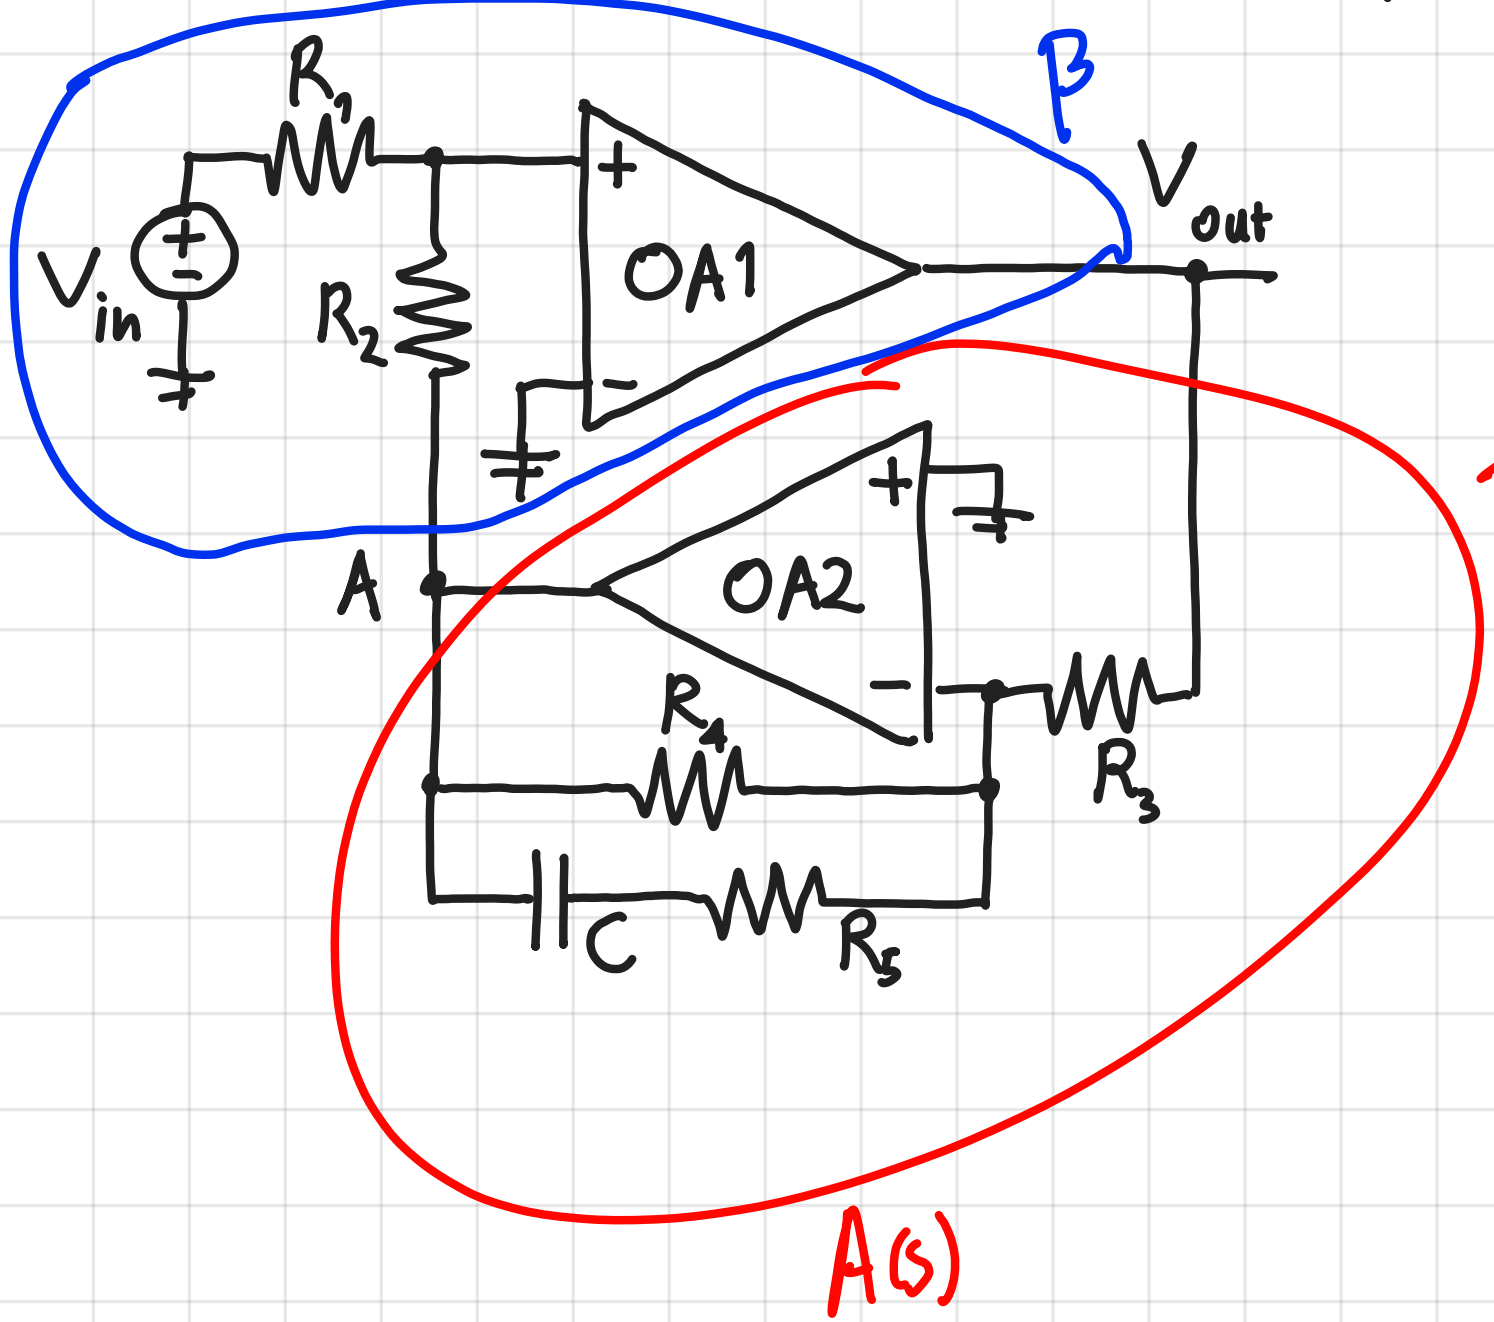 β
R1
Vout
+
OA1
+
-
Vin
R2
-
+
A
OA2
R4
-
R3
C
R5
A(s)